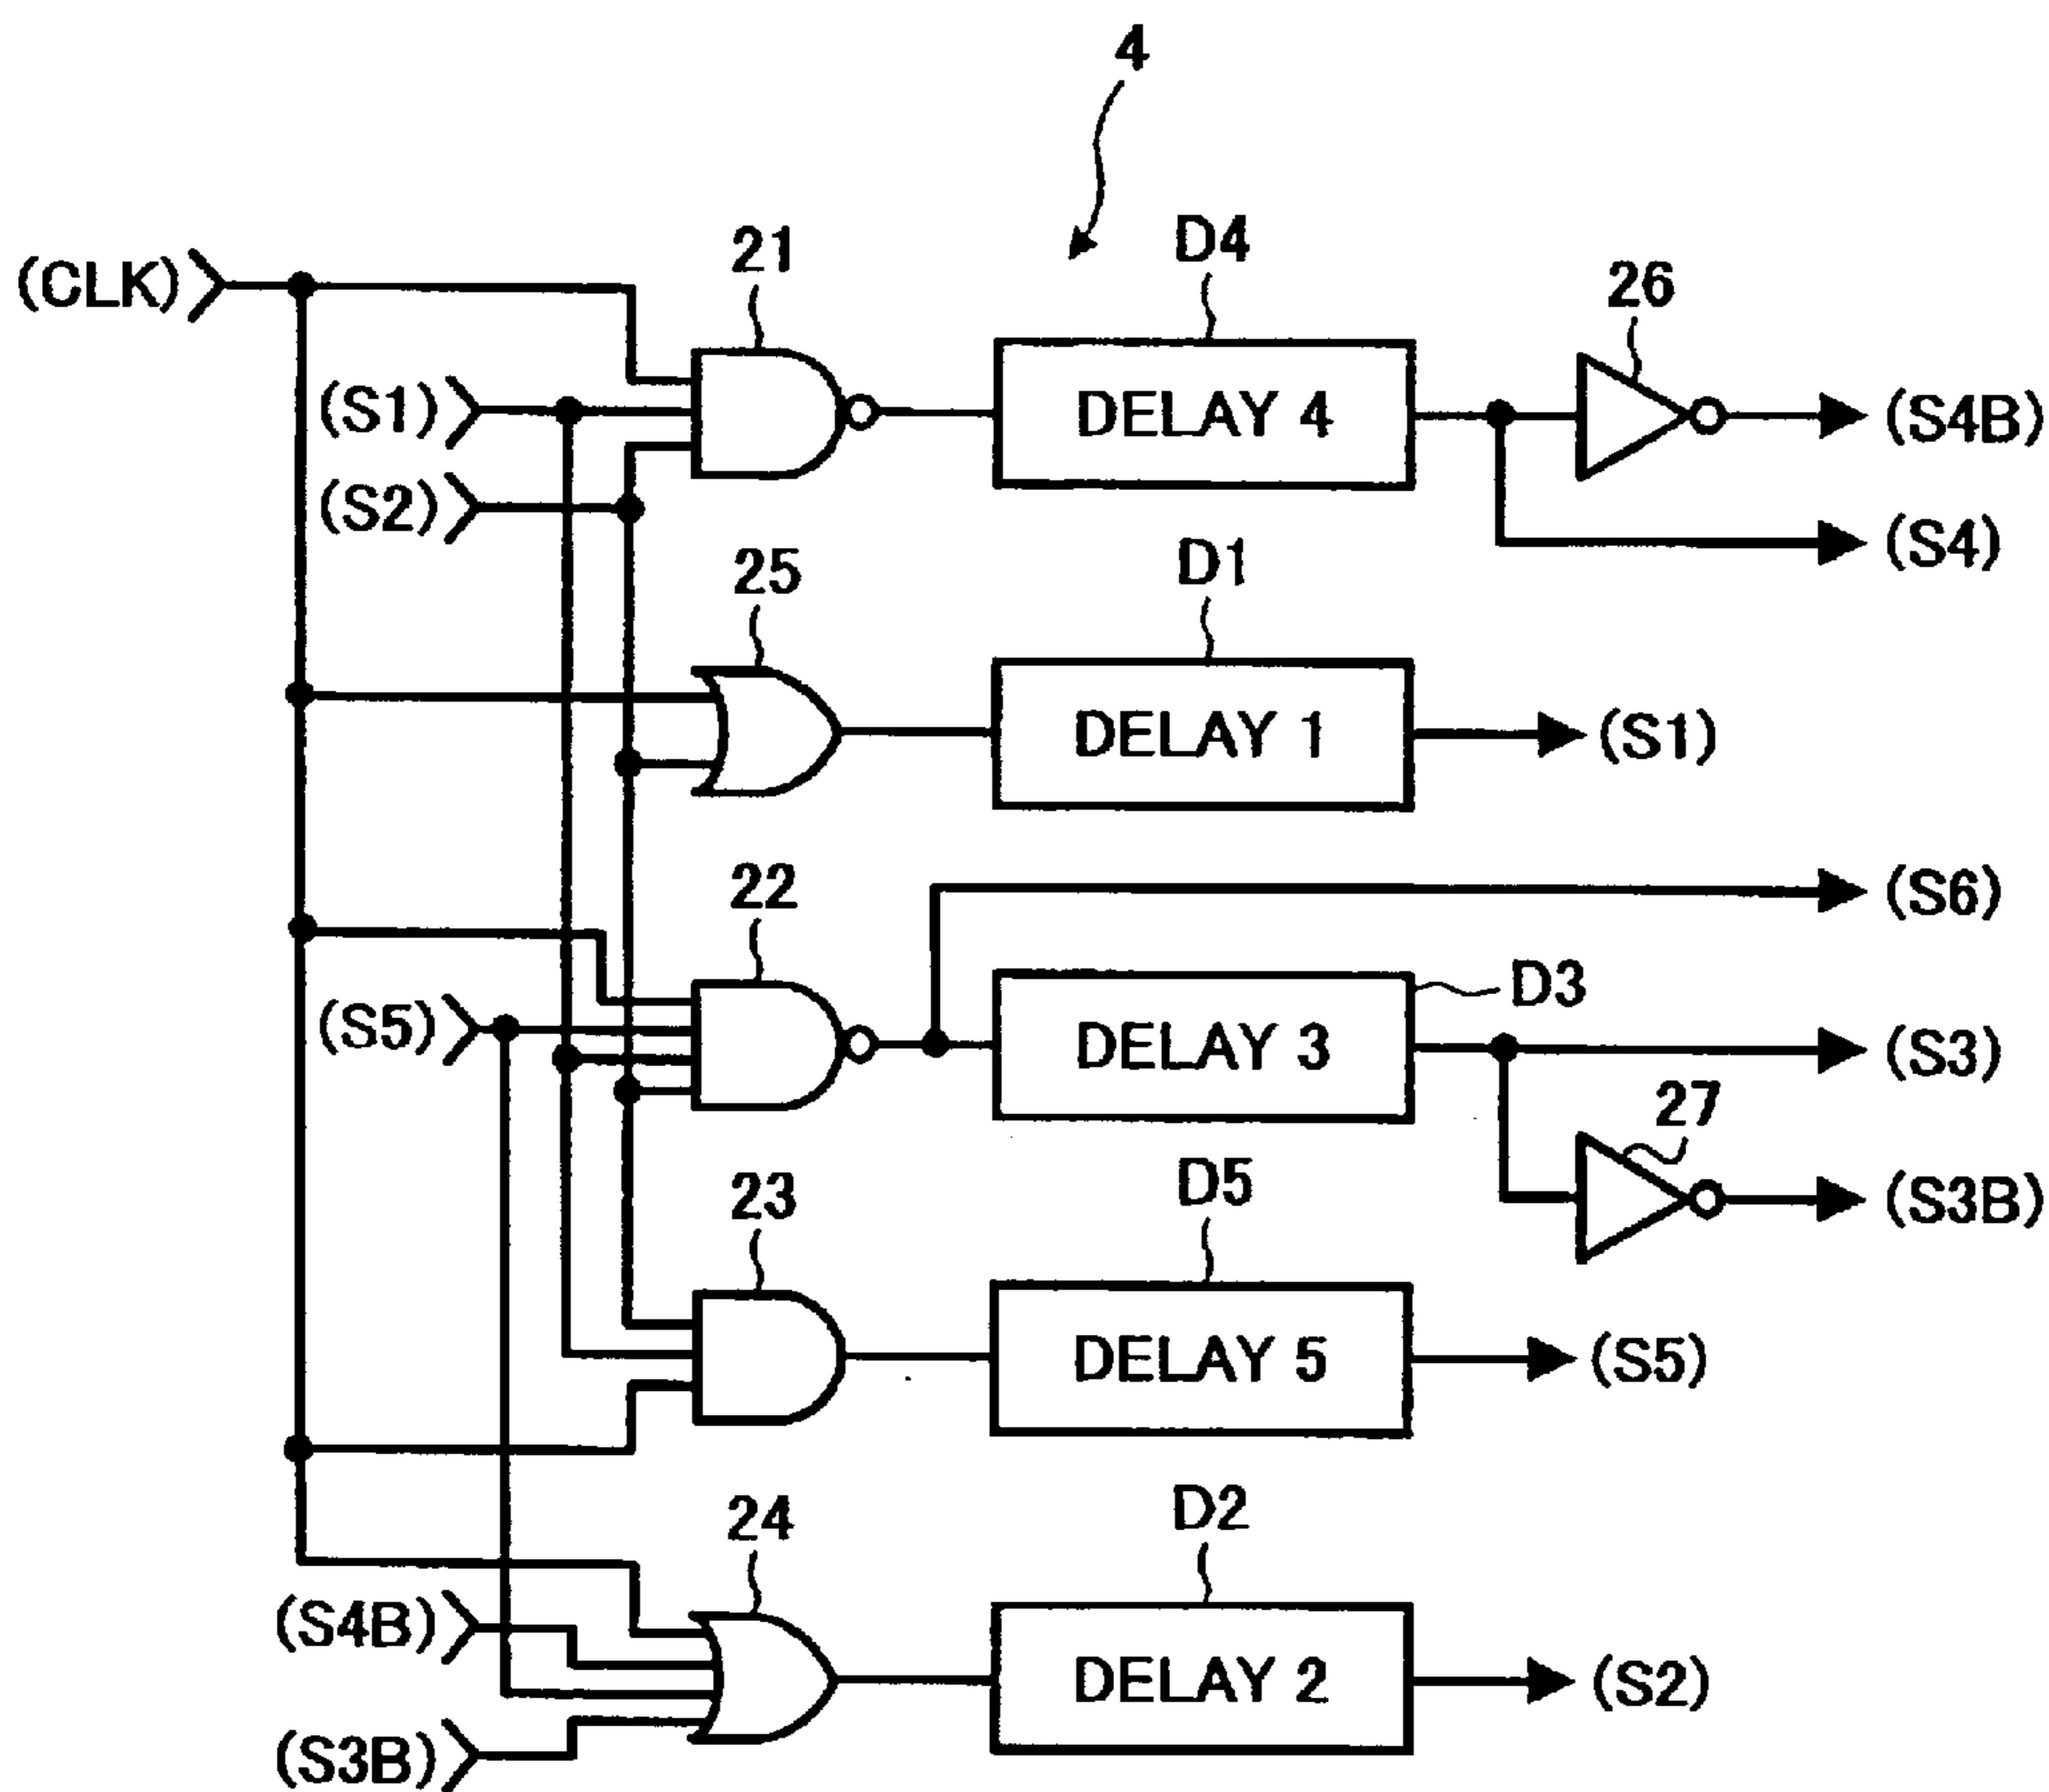 4
21
D4
26
(CLK)
(S1)
DELAY 4
(S4B)
(S2)
(S4)
25
D1
DELAY 1
(S1)
22
(S6)
D3
(S5)
DELAY 3
(S3)
27
23
D5
(S3B)
DELAY 5
(S5)
24
D2
(S4B)
DELAY 2
(S2)
(S3B)